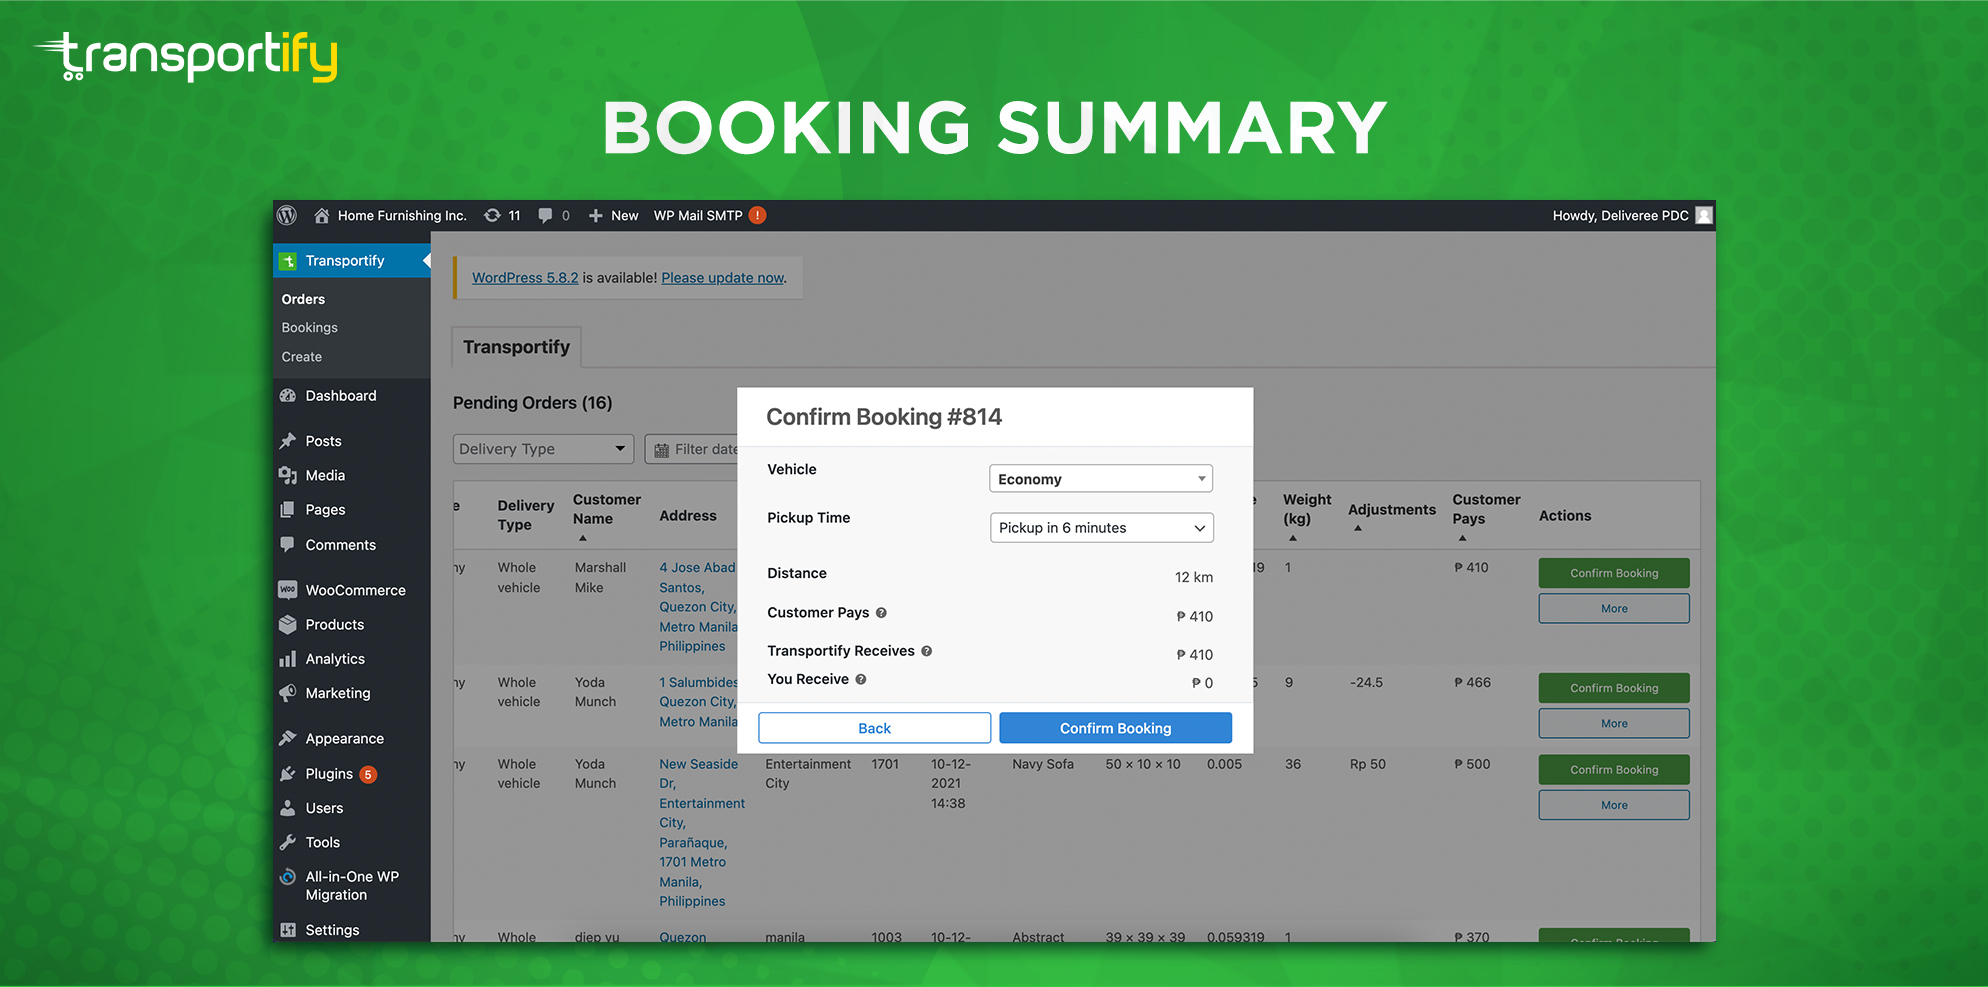 transportify
BOOKING SUMMARY
Home Furnishing Inc. 11 0 New WP Mail SMTP !
Howdy, Deliveree PDC
Transportify
Orders
Bookings
Create
Dashboard
Posts
Media
Pages
Comments
WooCommerce
Products
Analytics
Marketing
Appearance
Plugins 5
Users
Tools
All-in-One WP
Migration
Settings
WordPress 5.8.2 is available! Please update now.
Transportify
Pending Orders (16)
Delivery Type
Filter date
Confirm Booking #814
Vehicle
Economy
Pickup Time
Pickup in 6 minutes
Distance
12 km
Customer Pays ?
₱ 410
Transportify Receives ?
₱ 410
You Receive ?
₱ 0
Back
Confirm Booking
e
Delivery
Type
Customer
Name
Address
e
Weight
(kg)
Adjustments
Customer
Pays
Actions
ny
Whole
vehicle
Marshall
Mike
4 Jose Abad
Santos,
Quezon City,
Metro Manila
Philippines
19
1
₱ 410
Confirm Booking
More
ny
Whole
vehicle
Yoda
Munch
1 Salumbides
Quezon City,
Metro Manila
5
9
-24.5
₱ 466
Confirm Booking
More
ny
Whole
vehicle
Yoda
Munch
New Seaside
Dr,
Entertainment
City,
Parañaque,
1701 Metro
Manila,
Philippines
Entertainment
City
1701
10-12-
2021
14:38
Navy Sofa
50 × 10 × 10
0.005
36
Rp 50
₱ 500
Confirm Booking
More
ny
Whole
diep vu
Quezon
manila
1003
10-12-
Abstract
39 × 39 × 39
0.059319
1
₱ 370
Confirm Booking